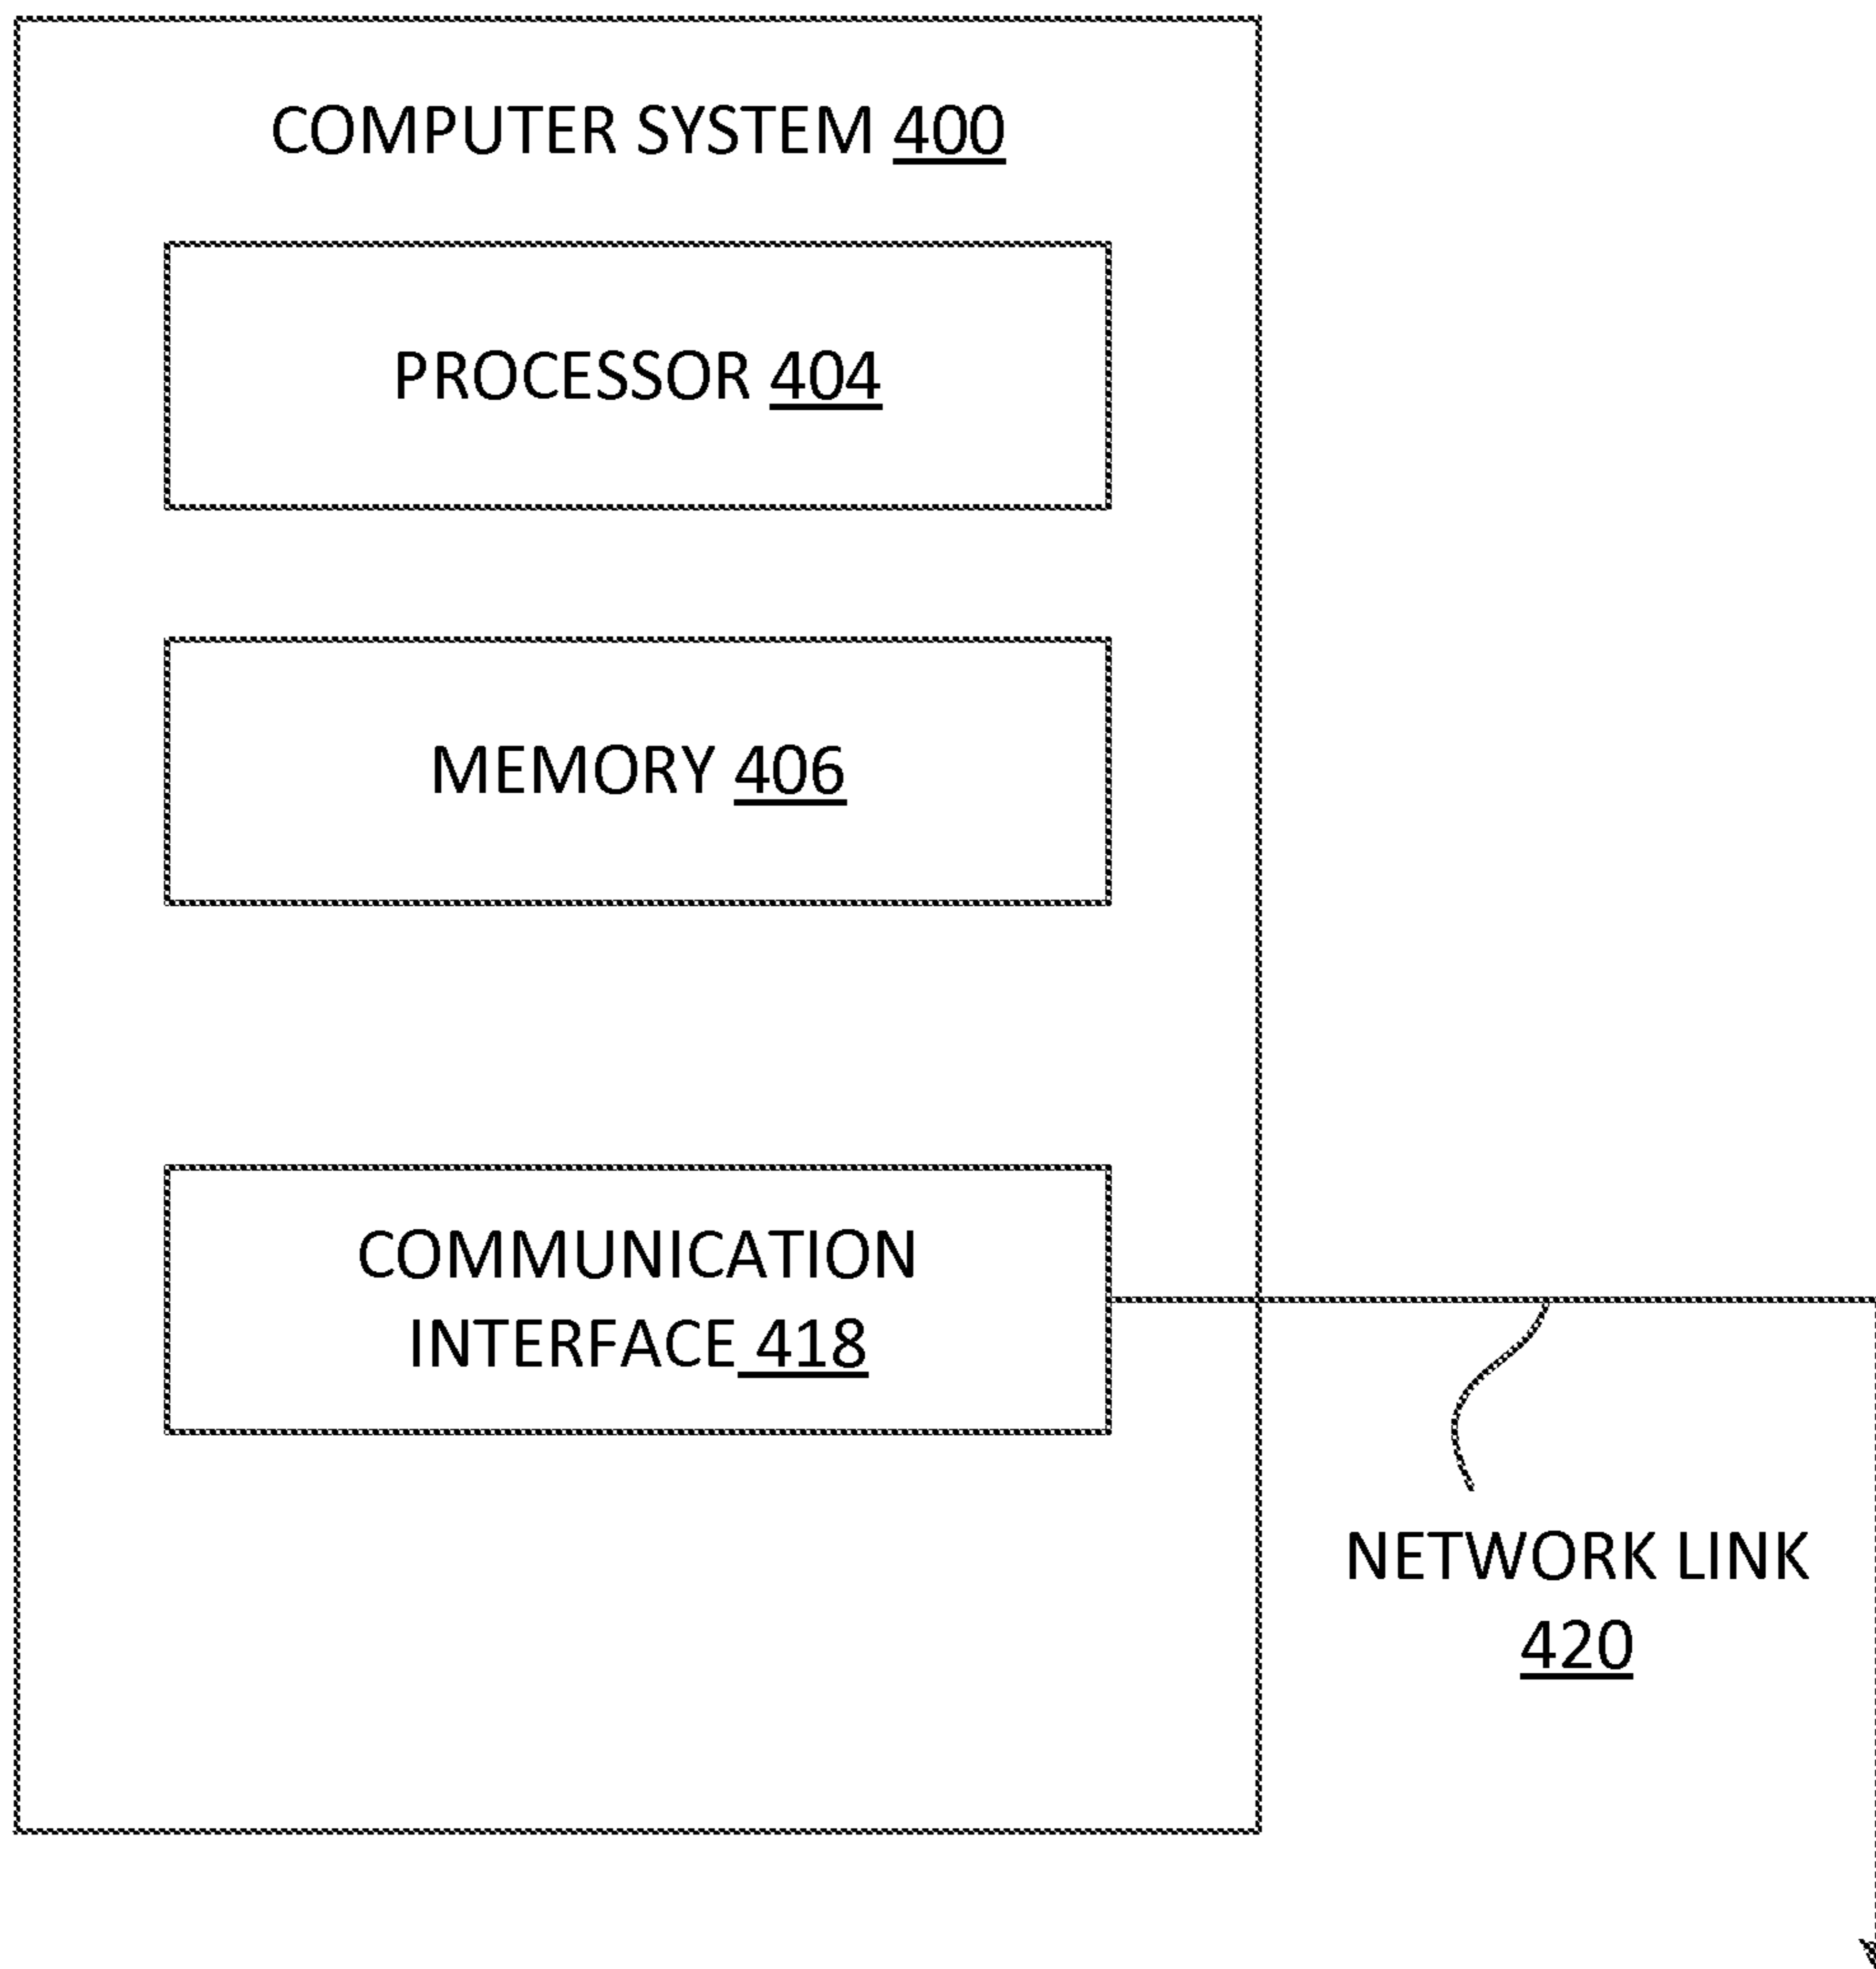 COMPUTER SYSTEM 400
PROCESSOR 404
MEMORY 406
COMMUNICATION
INTERFACE 418
NETWORK LINK
420